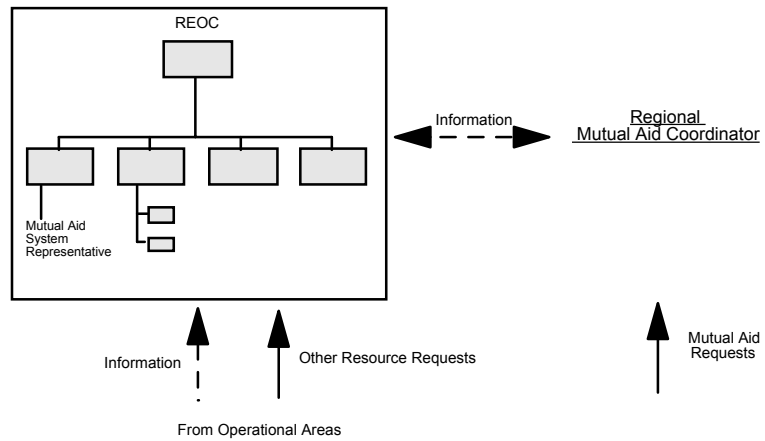 REOC
Information
Regional
Mutual Aid Coordinator
Mutual Aid
System
Representative
Information
Other Resource Requests
Mutual Aid
Requests
From Operational Areas